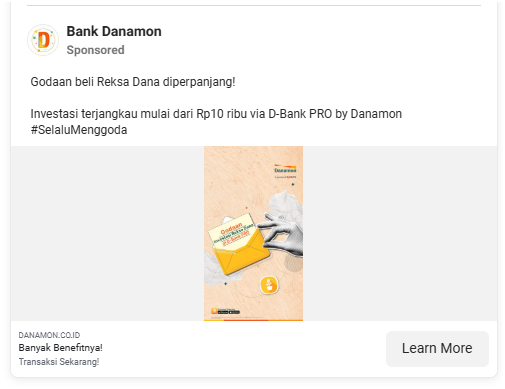 Bank Danamon
Sponsored
Godaan beli Reksa Dana diperpanjang!
Investasi terjangkau mulai dari Rp10 ribu via D-Bank PRO by Danamon
#SelaluMenggoda
Danamon
Godaan
DANAMON.CO.ID
Banyak Benefitnya!
Transaksi Sekarang!
Learn More